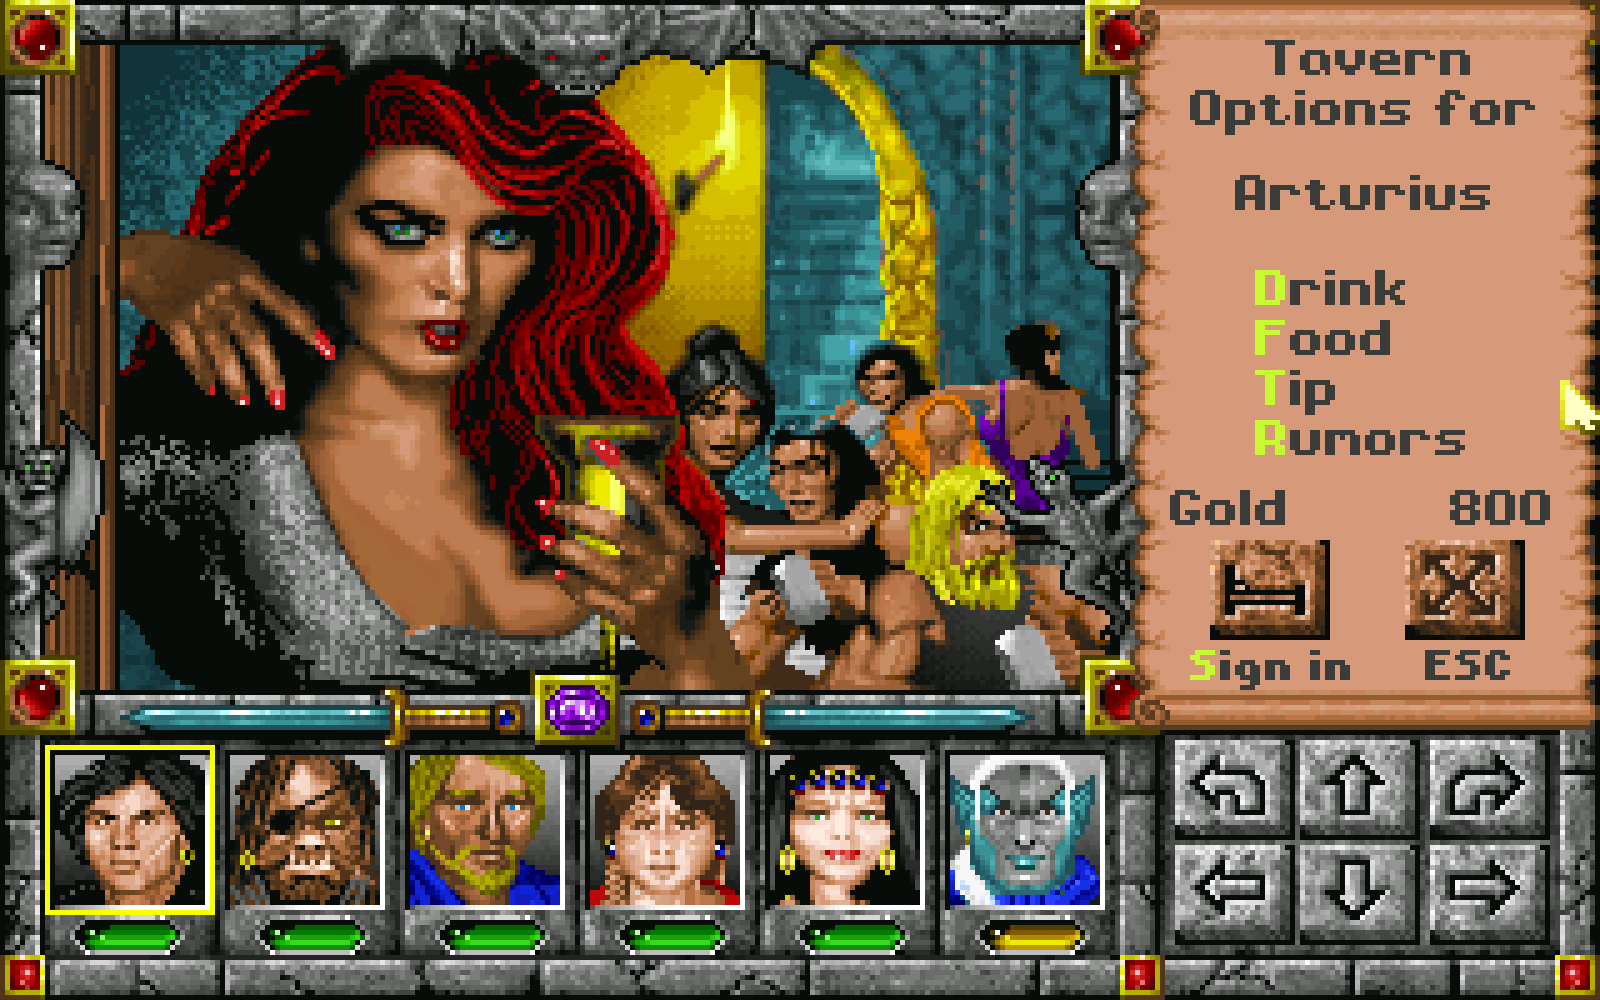 Tavern
Options for
Arturius
Drink
Food
Tip
Rumors
Gold 800
Sign in ESC